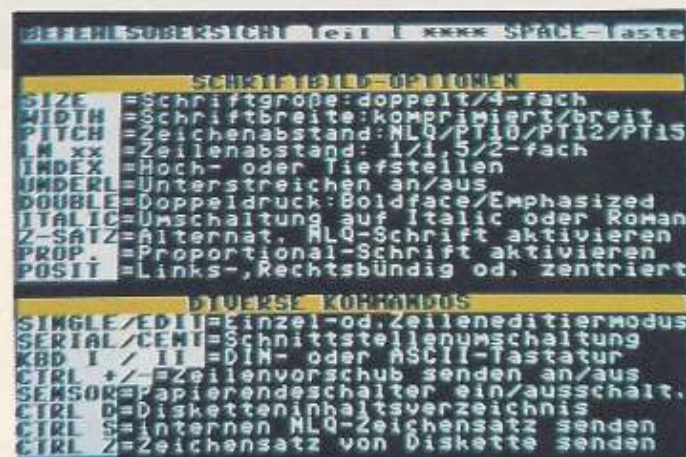 BEFEHLSÜBERSICHT Teil I **** SPACE-Taste
SCHRIFTBILD-OPTIONEN
SIZE =Schriftgröße:doppelt/4-fach
WIDTH =Schriftbreite:komprimiert/breit
PITCH =Zeichenabstand:NLQ/PT10/PT12/PT15
LM xx =Zeilenabstand: 1/1,5/2-fach
INDEX =Hoch- oder Tiefstellen
UNDERL=Unterstreichen an/aus
DOUBLE=Doppeldruck:Boldface/Emphasized
ITALIC=Umschaltung auf Italic oder Roman
Z-SATZ=Alternat. NLQ-Schrift aktivieren
PROP. =Proportional-Schrift aktivieren
POSIT =Links-,Rechtsbündig od. zentriert
DIVERSE KOMMANDOS
SINGLE/EDIT=Einzel-od.Zeileneditiermodus
SERIAL/CENT=Schnittstellenumschaltung
KBD I / II =DIN- oder ASCII-Tastatur
CTRL +/-=Zeilenvorschub senden an/aus
SENSOR=Papierendeschalter ein/ausschalt.
CTRL D=Disketteninhaltsverzeichnis
CTRL S=Internen NLQ-Zeichensatz senden
CTRL Z=Zeichensatz von Diskette senden